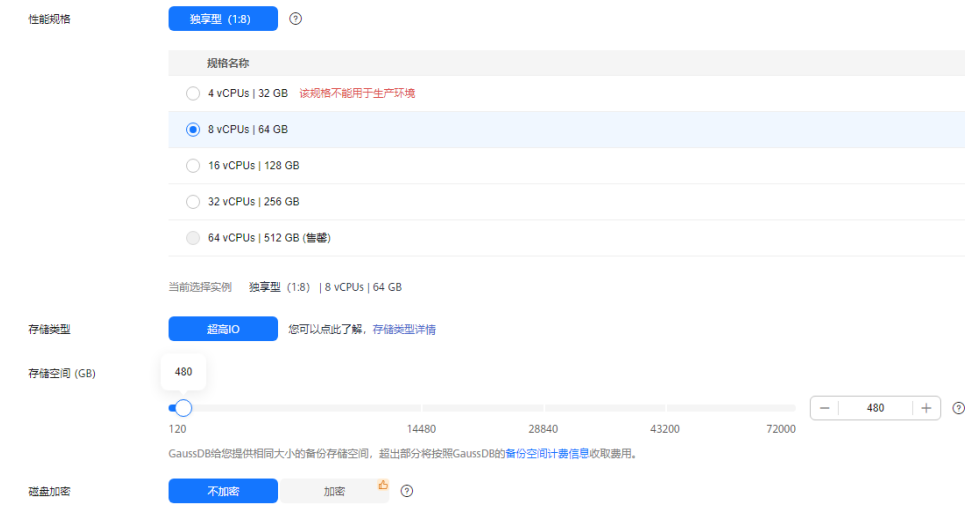 性能规格 独享型 (1:8) ?
规格名称
4 vCPUs | 32 GB 该规格不能用于生产环境
8 vCPUs | 64 GB
16 vCPUs | 128 GB
32 vCPUs | 256 GB
64 vCPUs | 512 GB (售罄)
当前选择实例 独享型 (1:8) | 8 vCPUs | 64 GB
存储类型 超高IO 您可以点此了解，存储类型详情
存储空间 (GB) 480
480 ?
120 14480 28840 43200 72000
GaussDB给您提供相同大小的备份存储空间，超出部分将按照GaussDB的备份空间计费信息收取费用。
磁盘加密 不加密 加密 ?